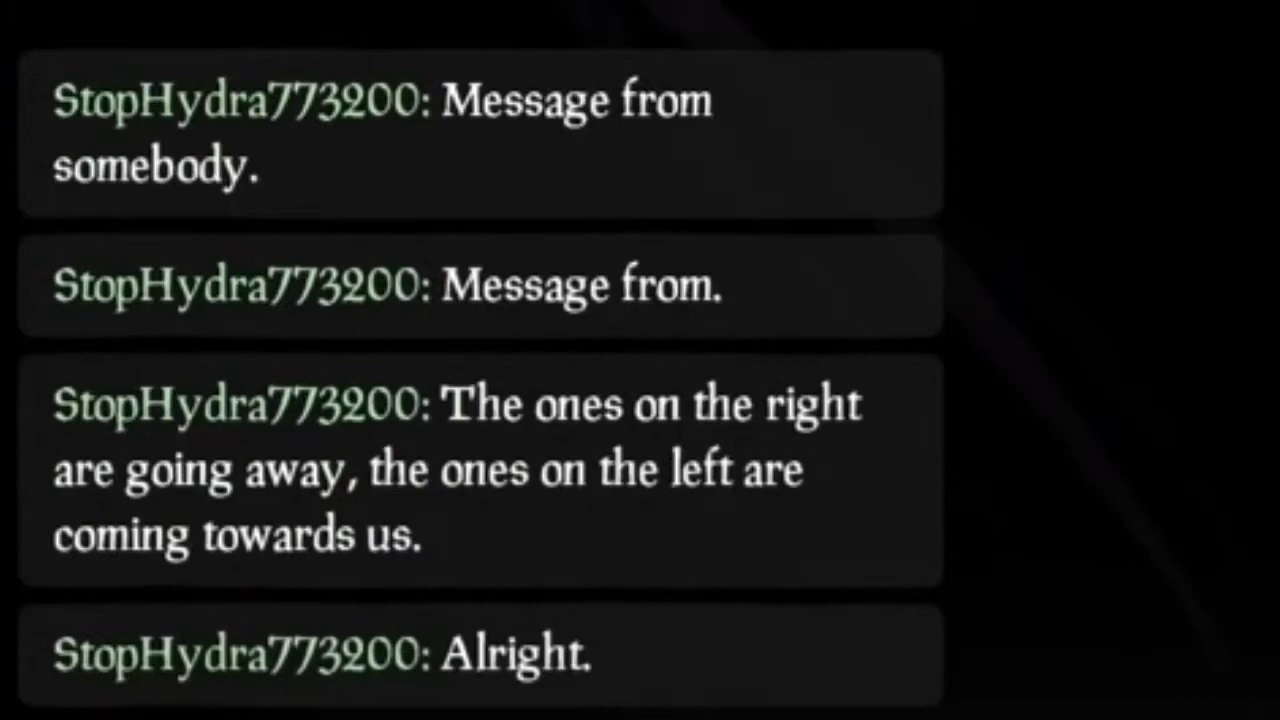 StopHydra773200: Message from
somebody.
StopHydra773200: Message from.
StopHydra773200: The ones on the right
are going away, the ones on the left are
coming towards us.
StopHydra773200: Alright.